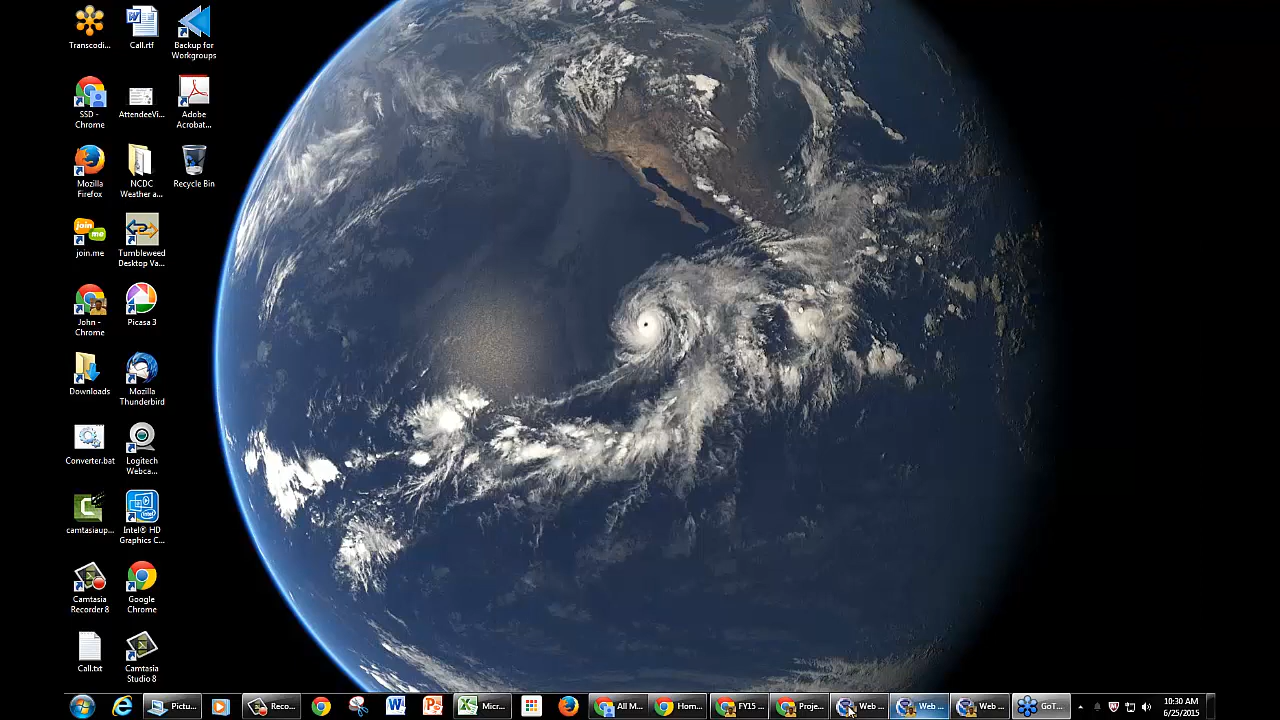 Transcodi...
Call.rtf
Backup for
Workgroups
SSD -
Chrome
AttendeeVi...
Adobe
Acrobat...
Mozilla
Firefox
NCDC
Weather a...
Recycle Bin
join.me
Tumbleweed
Desktop Va...
John -
Chrome
Picasa 3
Downloads
Mozilla
Thunderbird
Converter.bat
Logitech
Webca...
camtasiaup...
Intel® HD
Graphics C...
Camtasia
Recorder 8
Google
Chrome
Call.txt
Camtasia
Studio 8
Pictu...
Reco...
Micr...
All M...
Hom...
FY15 ...
Proje...
Web ...
Web ...
Web ...
GoT...
10:30 AM
6/25/2015